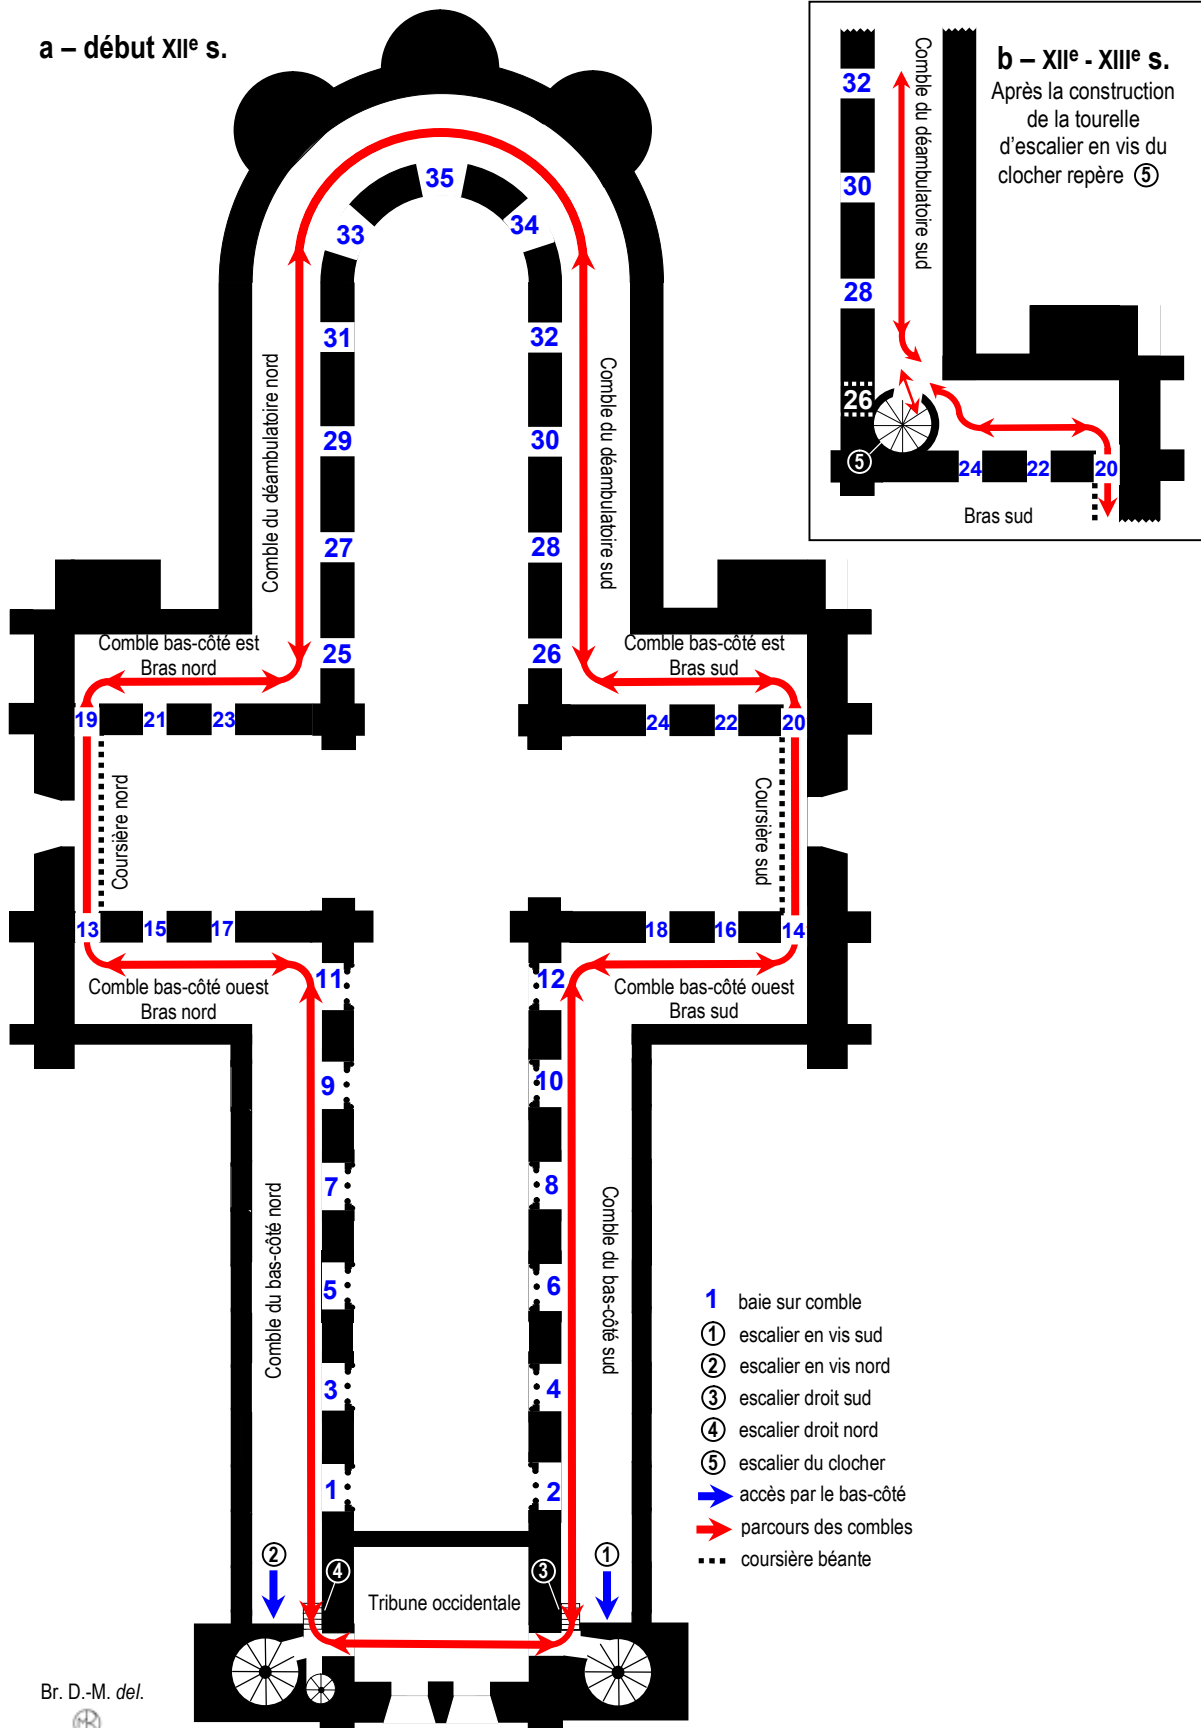 a – début XIIe s.
b – XIIe - XIIIe s.
Après la construction
de la tourelle
d'escalier en vis du
clocher repère ⑤
Comble du déambulatoire sud
32
30
28
26
⑤
24 22 20
Bras sud
35
33 34
31 32
29 30
27 28
25 26
Comble du déambulatoire nord
Comble du déambulatoire sud
Comble bas-côté est
Bras nord
Comble bas-côté est
Bras sud
19 21 23
24 22 20
Coursière nord
Coursière sud
13 15 17
18 16 14
Comble bas-côté ouest
Bras nord
Comble bas-côté ouest
Bras sud
11 12
9 10
7 8
5 6
3 4
1 2
Comble du bas-côté nord
Comble du bas-côté sud
② ④ ③ ①
Tribune occidentale
1 baie sur comble
① escalier en vis sud
② escalier en vis nord
③ escalier droit sud
④ escalier droit nord
⑤ escalier du clocher
accès par le bas-côté
parcours des combles
coursière béante
Br. D.-M. del.